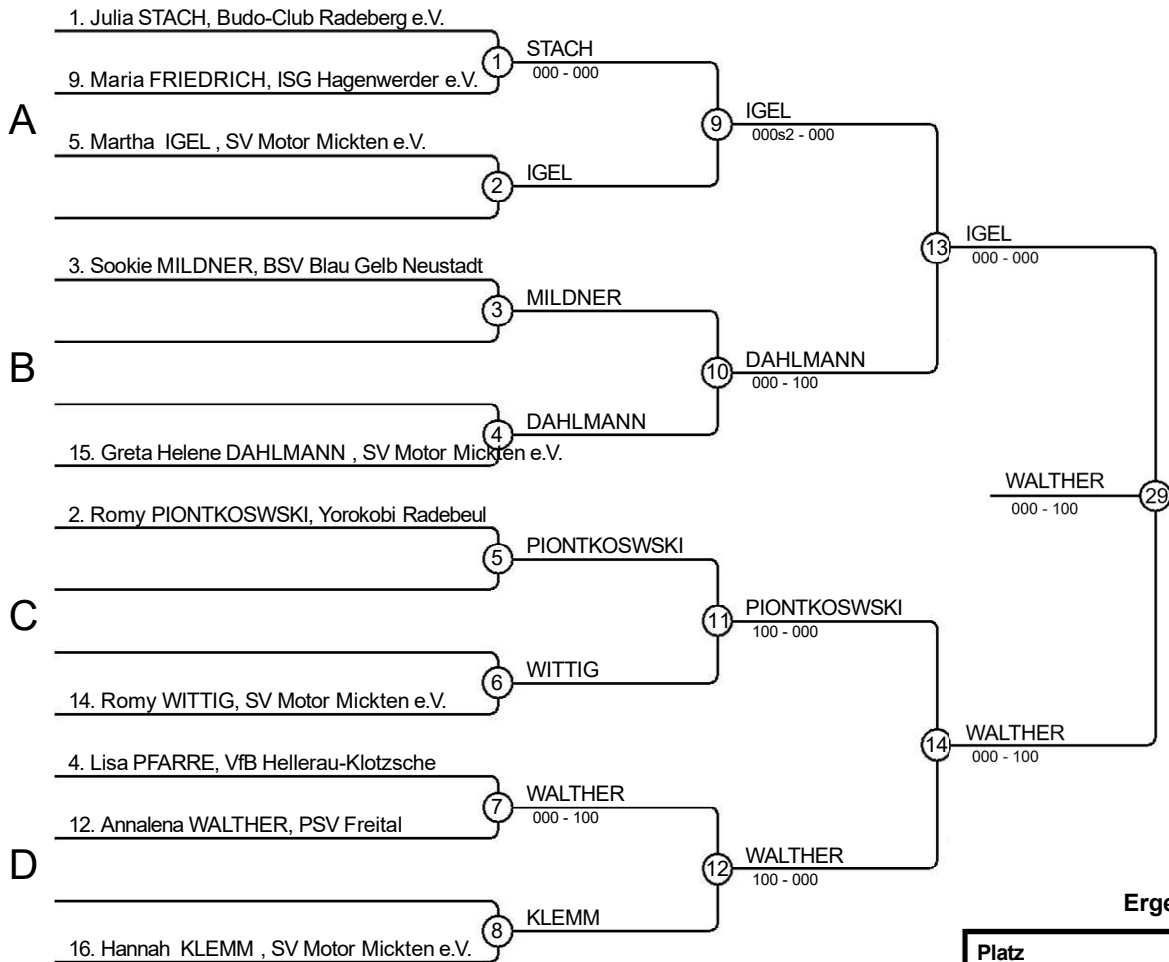 1. Julia STACH, Budo-Club Radeberg e.V.
1
STACH
000 - 000
9. Maria FRIEDRICH, ISG Hagenwerder e.V.
A
9
IGEL
000s2 - 000
5. Martha IGEL , SV Motor Mickten e.V.
2
IGEL
13
IGEL
000 - 000
3. Sookie MILDNER, BSV Blau Gelb Neustadt
3
MILDNER
B
10
DAHLMANN
000 - 100
4
DAHLMANN
15. Greta Helene DAHLMANN , SV Motor Mickten e.V.
WALTHER
000 - 100
29
2. Romy PIONTKOSWSKI, Yorokobi Radebeul
5
PIONTKOSWSKI
C
11
PIONTKOSWSKI
100 - 000
6
WITTIG
14. Romy WITTIG, SV Motor Mickten e.V.
14
WALTHER
000 - 100
4. Lisa PFARRE, VfB Hellerau-Klotzsche
7
WALTHER
000 - 100
12. Annalena WALTHER, PSV Freital
D
12
WALTHER
100 - 000
8
KLEMM
16. Hannah KLEMM , SV Motor Mickten e.V.
Erge
Platz